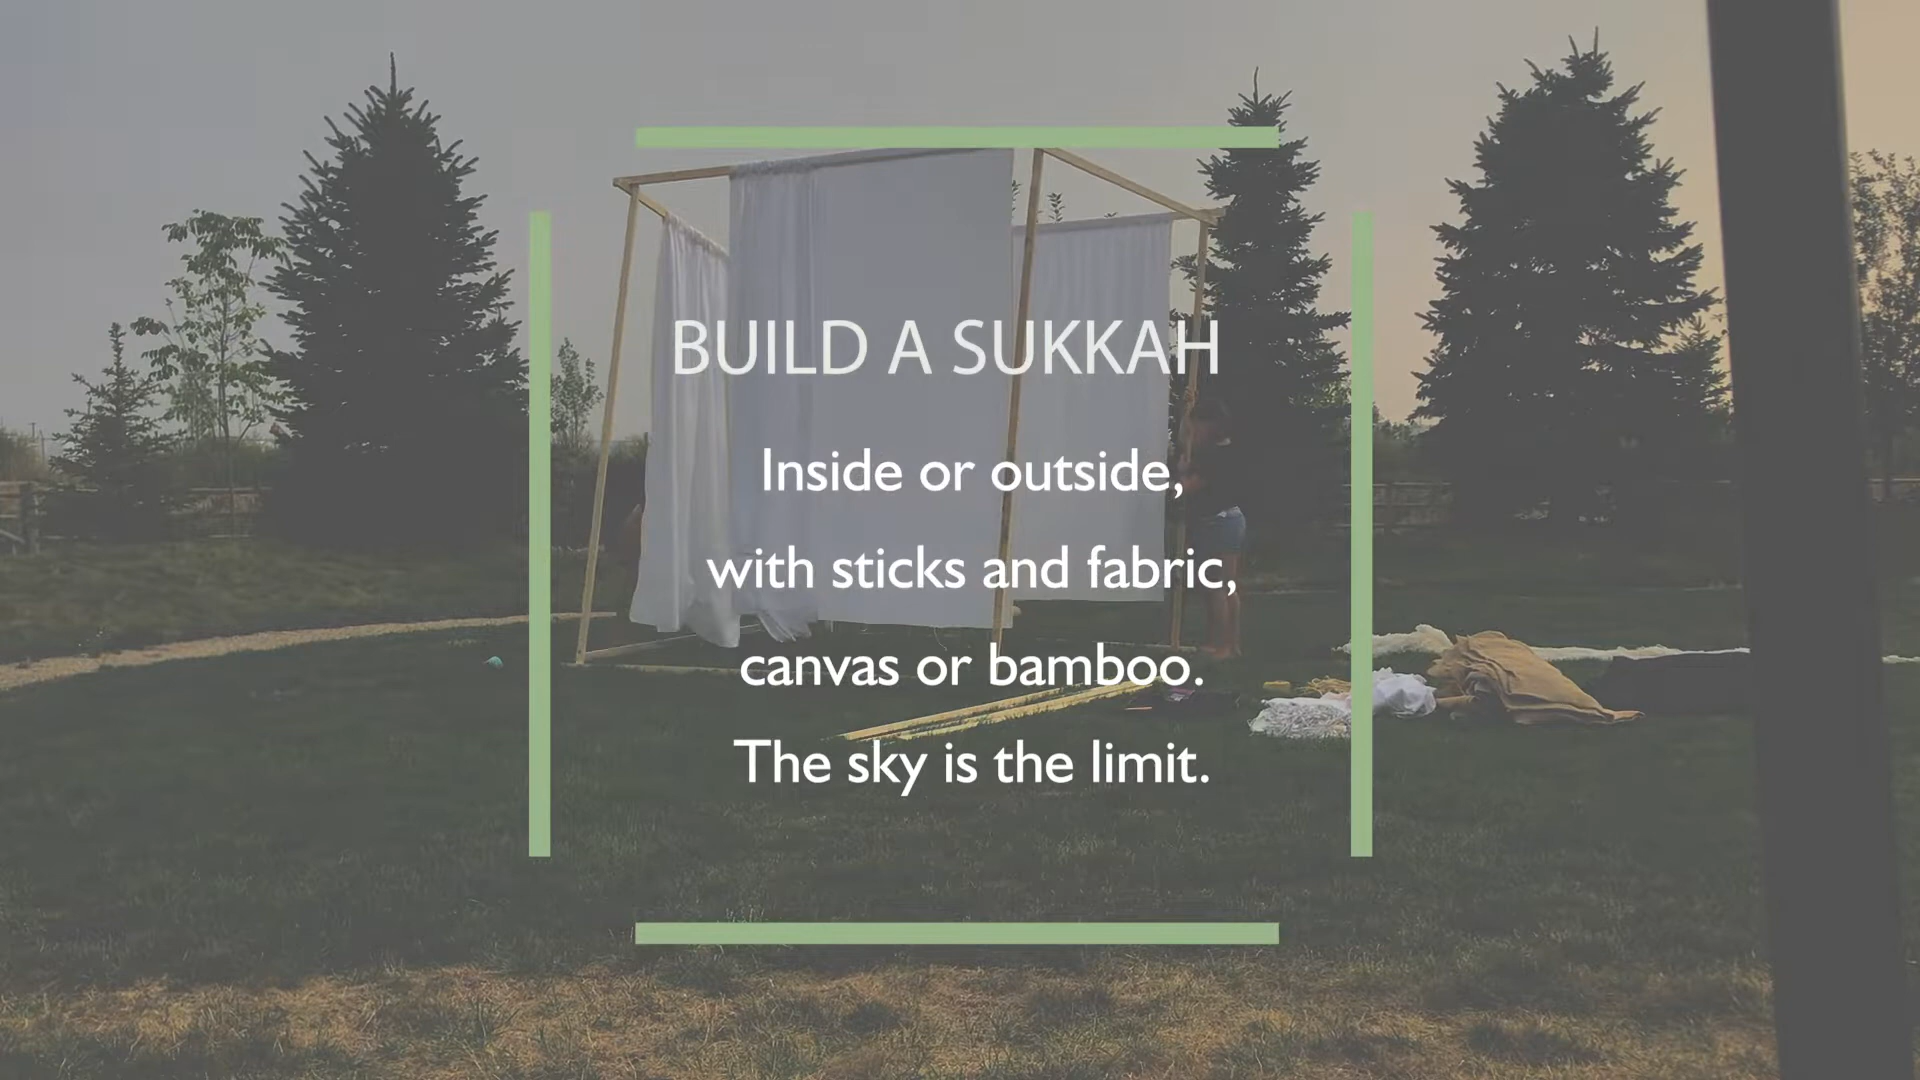 BUILD A SUKKAH
Inside or outside,
with sticks and fabric,
canvas or bamboo.
The sky is the limit.